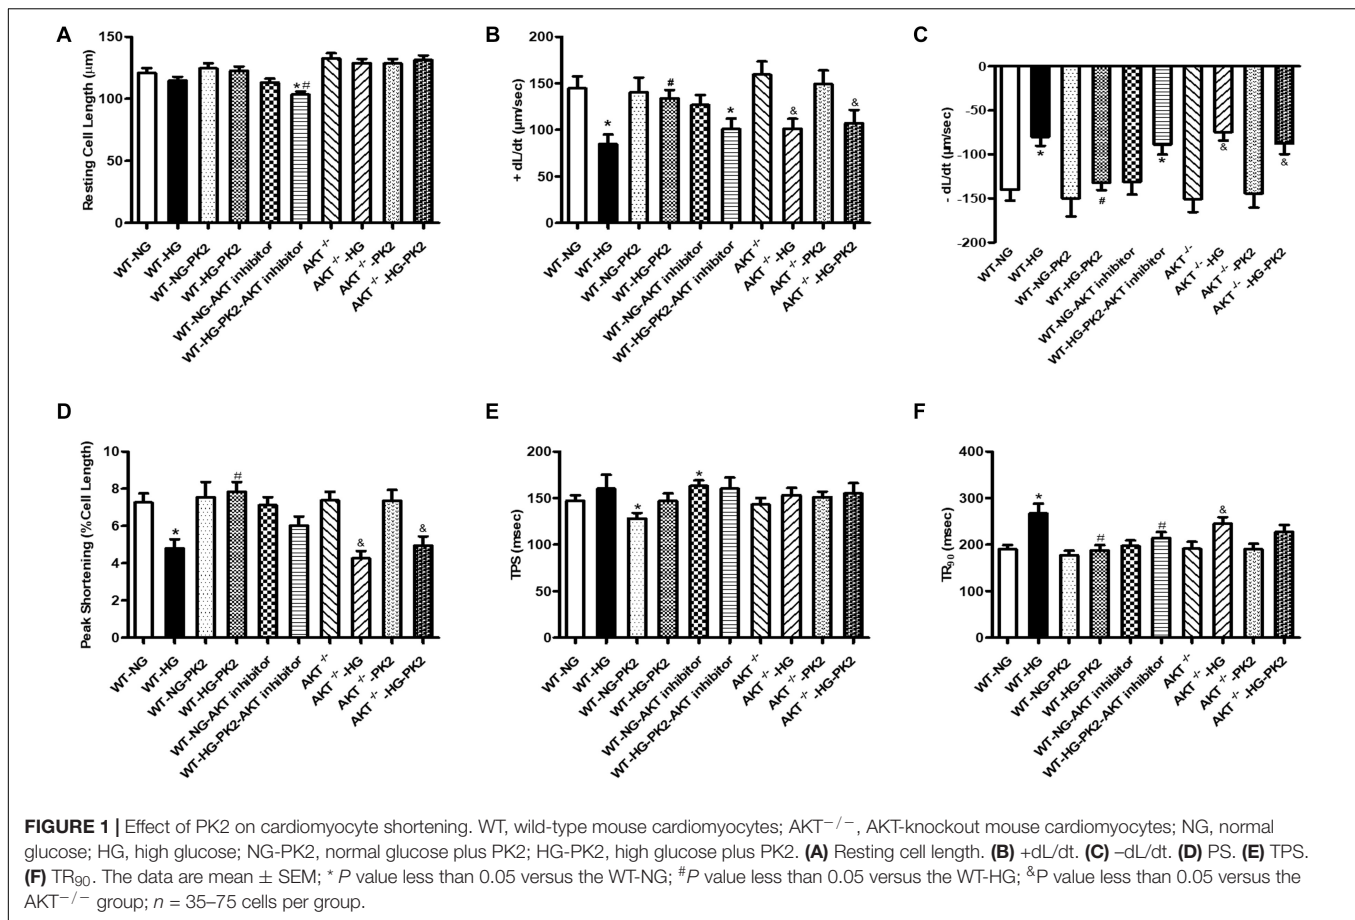 A
Resting Cell Length (μm)
150
100
50
0
*#
WT-NG
WT-HG
WT-NG-PK2
WT-HG-PK2
WT-NG-AKT inhibitor
WT-HG-PK2-AKT inhibitor
AKT-/-
AKT-/--HG
AKT-/--PK2
AKT-/--HG-PK2
B
+ dL/dt (μm/sec)
200
150
100
50
0
*
#
*
&
&
WT-NG
WT-HG
WT-NG-PK2
WT-HG-PK2
WT-NG-AKT inhibitor
WT-HG-PK2-AKT inhibitor
AKT-/-
AKT-/--HG
AKT-/--PK2
AKT-/--HG-PK2
C
- dL/dt (μm/sec)
-0
-50
-100
-150
-200
*
#
*
&
&
WT-NG
WT-HG
WT-NG-PK2
WT-HG-PK2
WT-NG-AKT inhibitor
WT-HG-PK2-AKT inhibitor
AKT-/-
AKT-/--HG
AKT-/--PK2
AKT-/--HG-PK2
D
Peak Shortening (%Cell Length)
10
8
6
4
2
0
*
#
&
&
WT-NG
WT-HG
WT-NG-PK2
WT-HG-PK2
WT-NG-AKT inhibitor
WT-HG-PK2-AKT inhibitor
AKT-/-
AKT-/--HG
AKT-/--PK2
AKT-/--HG-PK2
E
TPS (msec)
200
150
100
50
0
*
*
WT-NG
WT-HG
WT-NG-PK2
WT-HG-PK2
WT-NG-AKT inhibitor
WT-HG-PK2-AKT inhibitor
AKT-/-
AKT-/--HG
AKT-/--PK2
AKT-/--HG-PK2
F
TR90 (msec)
400
300
200
100
0
*
#
#
&
WT-NG
WT-HG
WT-NG-PK2
WT-HG-PK2
WT-NG-AKT inhibitor
WT-HG-PK2-AKT inhibitor
AKT-/-
AKT-/--HG
AKT-/--PK2
AKT-/--HG-PK2
FIGURE 1 | Effect of PK2 on cardiomyocyte shortening. WT, wild-type mouse cardiomyocytes; AKT−/−, AKT-knockout mouse cardiomyocytes; NG, normal
glucose; HG, high glucose; NG-PK2, normal glucose plus PK2; HG-PK2, high glucose plus PK2. (A) Resting cell length. (B) +dL/dt. (C) –dL/dt. (D) PS. (E) TPS.
(F) TR90. The data are mean ± SEM; *P value less than 0.05 versus the WT-NG; #P value less than 0.05 versus the WT-HG; &P value less than 0.05 versus the
AKT−/− group; n = 35–75 cells per group.